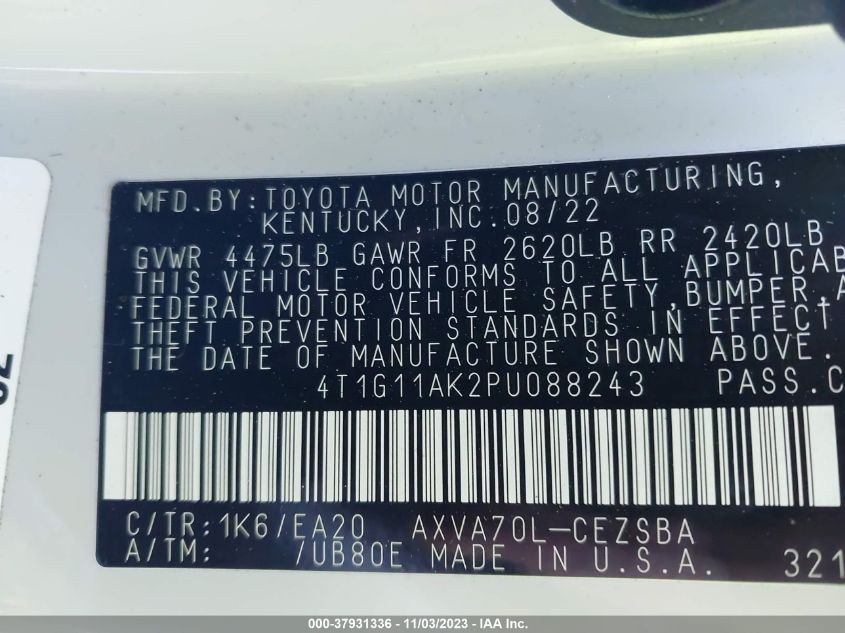 MFD.BY:TOYOTA MOTOR MANUFACTURING,
KENTUCKY,INC.08/22
GVWR 4475LB GAWR FR 2620LB RR 2420LB
THIS VEHICLE CONFORMS TO ALL APPLICAB
FEDERAL MOTOR VEHICLE SAFETY,BUMPER,A
THEFT PREVENTION STANDARDS IN EFFECT
THE DATE OF MANUFACTURE SHOWN ABOVE.
4T1G11AK2PU088243 PASS.C
C/TR:1K6/EA20 AXVA70L-CEZSBA
A/TM: /UB80E MADE IN U.S.A. 321
000-37931336 - 11/03/2023 - IAA Inc.